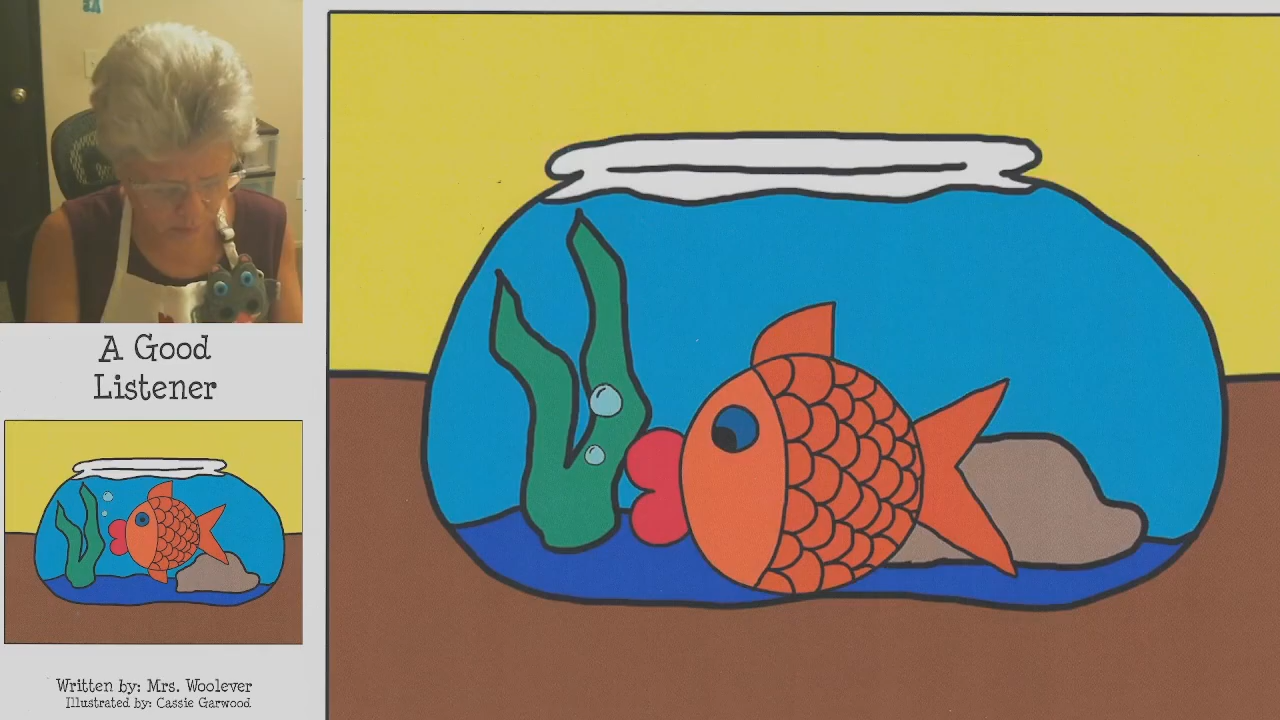 A Good
Listener
Written by: Mrs. Woolever
Illustrated by: Cassie Garwood